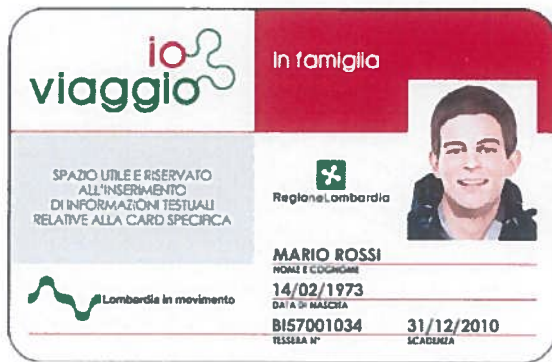 io
viaggio
in famiglia
SPAZIO UTILE E RISERVATO
ALL'INSERIMENTO
DI INFORMAZIONI TESTUALI
RELATIVE ALLA CARD SPECIFICA
RegioneLombardia
MARIO ROSSI
NOME E COGNOME
14/02/1973
DATA DI NASCITA
Lombardia in movimento
BI57001034 31/12/2010
TESSERA N° SCADENZA